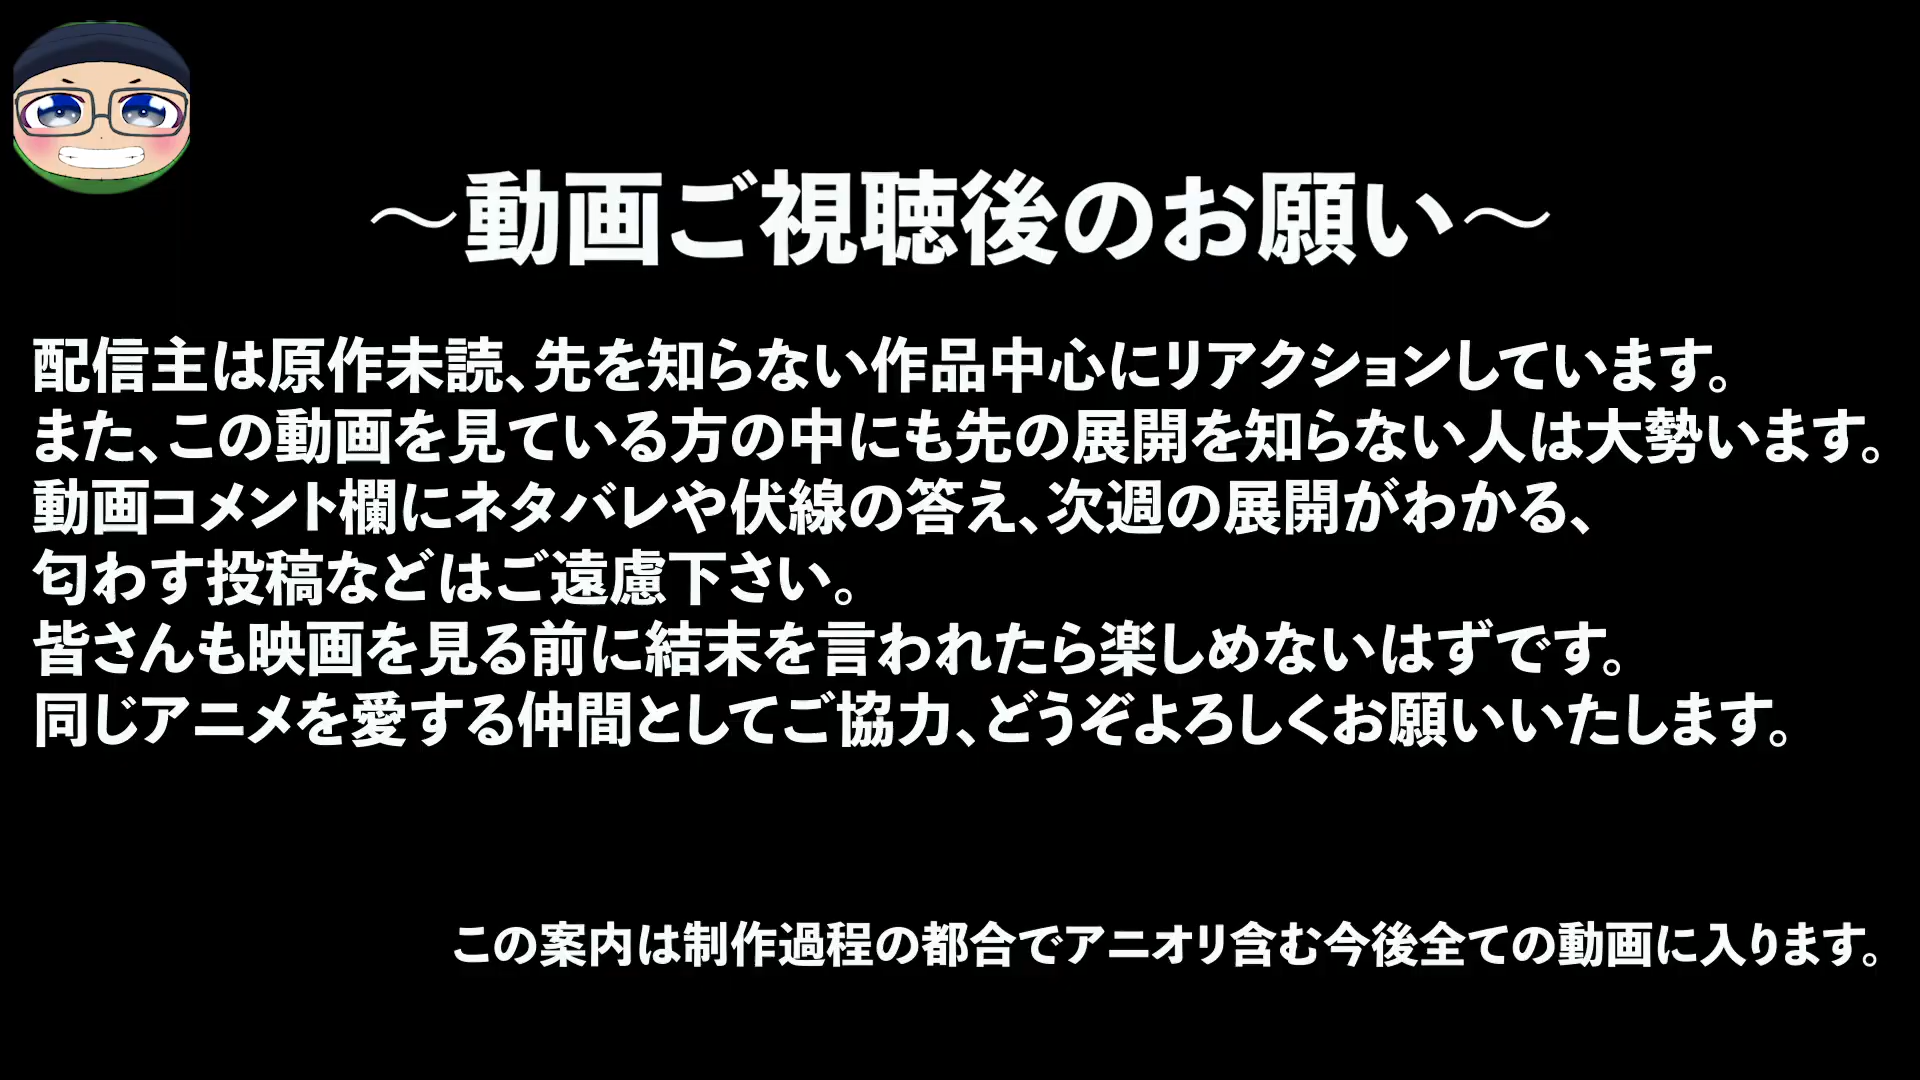 ～動画ご視聴後のお願い～
配信主は原作未読、先を知らない作品中心にリアクションしています。
また、この動画を見ている方の中にも先の展開を知らない人は大勢います。
動画コメント欄にネタバレや伏線の答え、次週の展開がわかる、
匂わす投稿などはご遠慮下さい。
皆さんも映画を見る前に結末を言われたら楽しめないはずです。
同じアニメを愛する仲間としてご協力、どうぞよろしくお願いいたします。
この案内は制作過程の都合でアニオリ含む今後全ての動画に入ります。